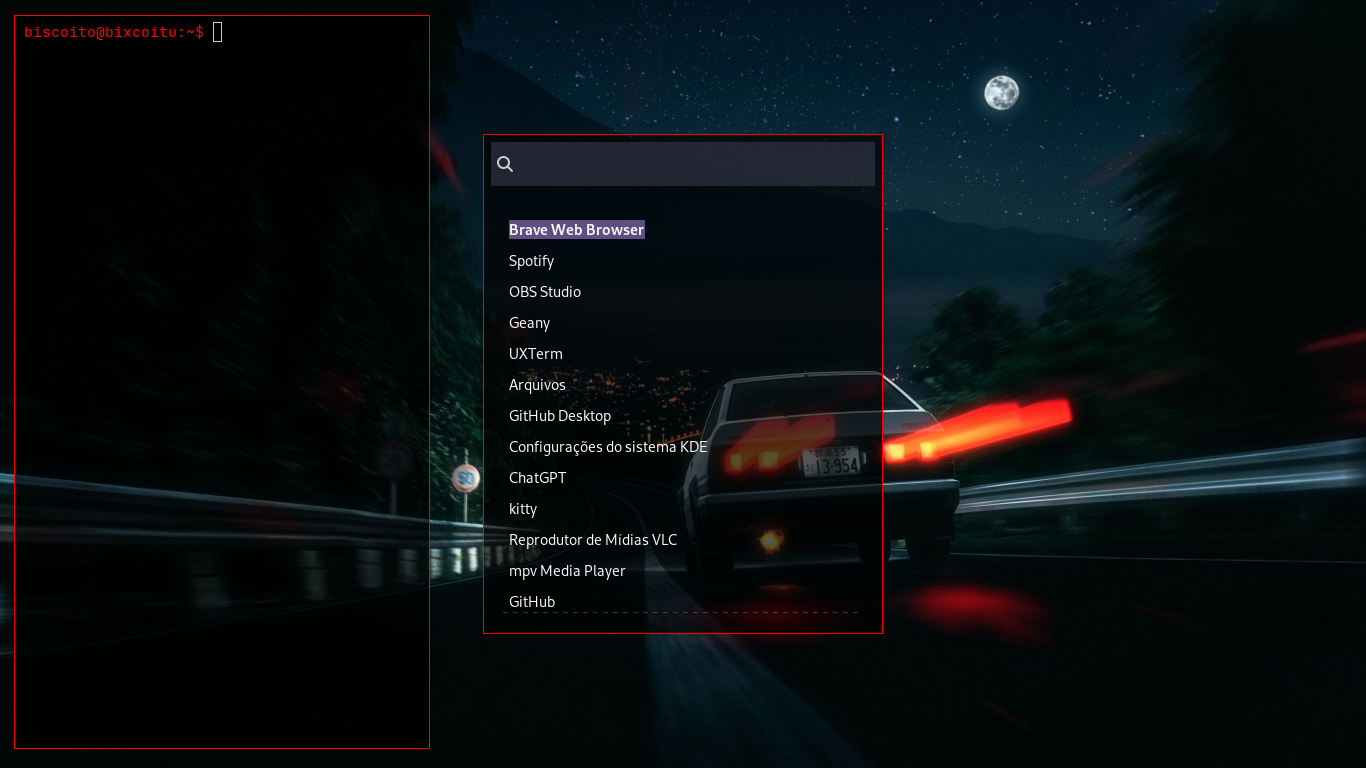 biscoito@bixcoitu:~$
Brave Web Browser
Spotify
OBS Studio
Geany
UXTerm
Arquivos
GitHub Desktop
Configurações do sistema KDE
ChatGPT
kitty
Reprodutor de Mídias VLC
mpv Media Player
GitHub
13-954
50